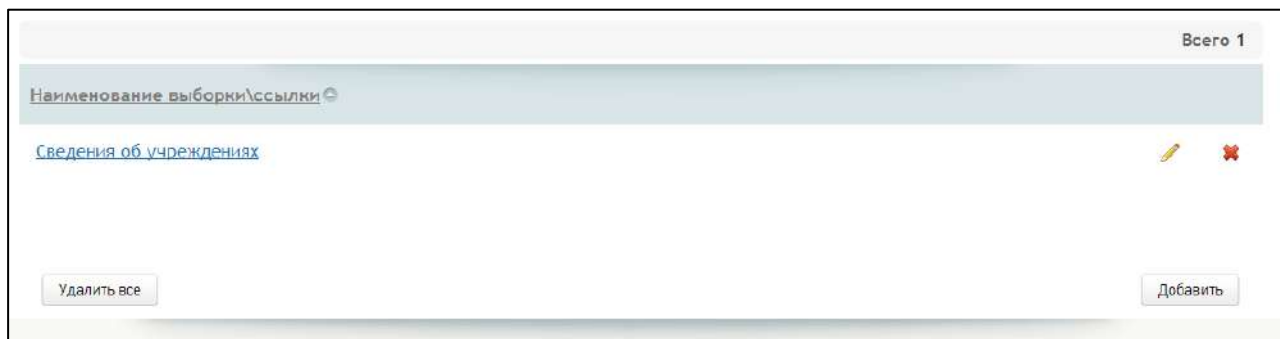 Всего 1
Наименование выборки\ссылки
Сведения об учреждениях
Удалить все
Добавить